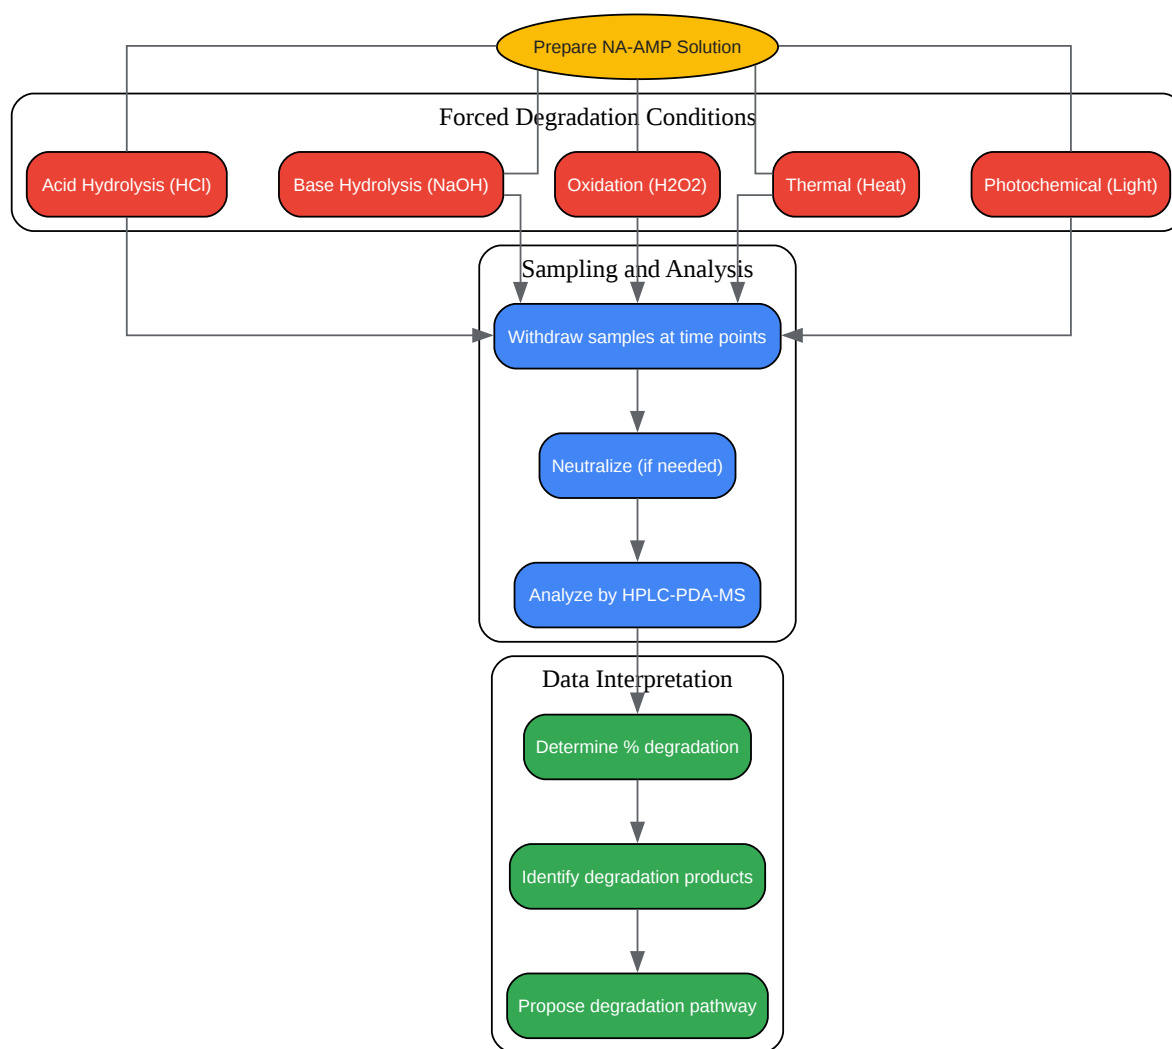 Prepare NA-AMP Solution
Forced Degradation Conditions
Acid Hydrolysis (HCl)
Base Hydrolysis (NaOH)
Oxidation (H2O2)
Thermal (Heat)
Photochemical (Light)
Sampling and Analysis
Withdraw samples at time points
Neutralize (if needed)
Analyze by HPLC-PDA-MS
Data Interpretation
Determine % degradation
Identify degradation products
Propose degradation pathway